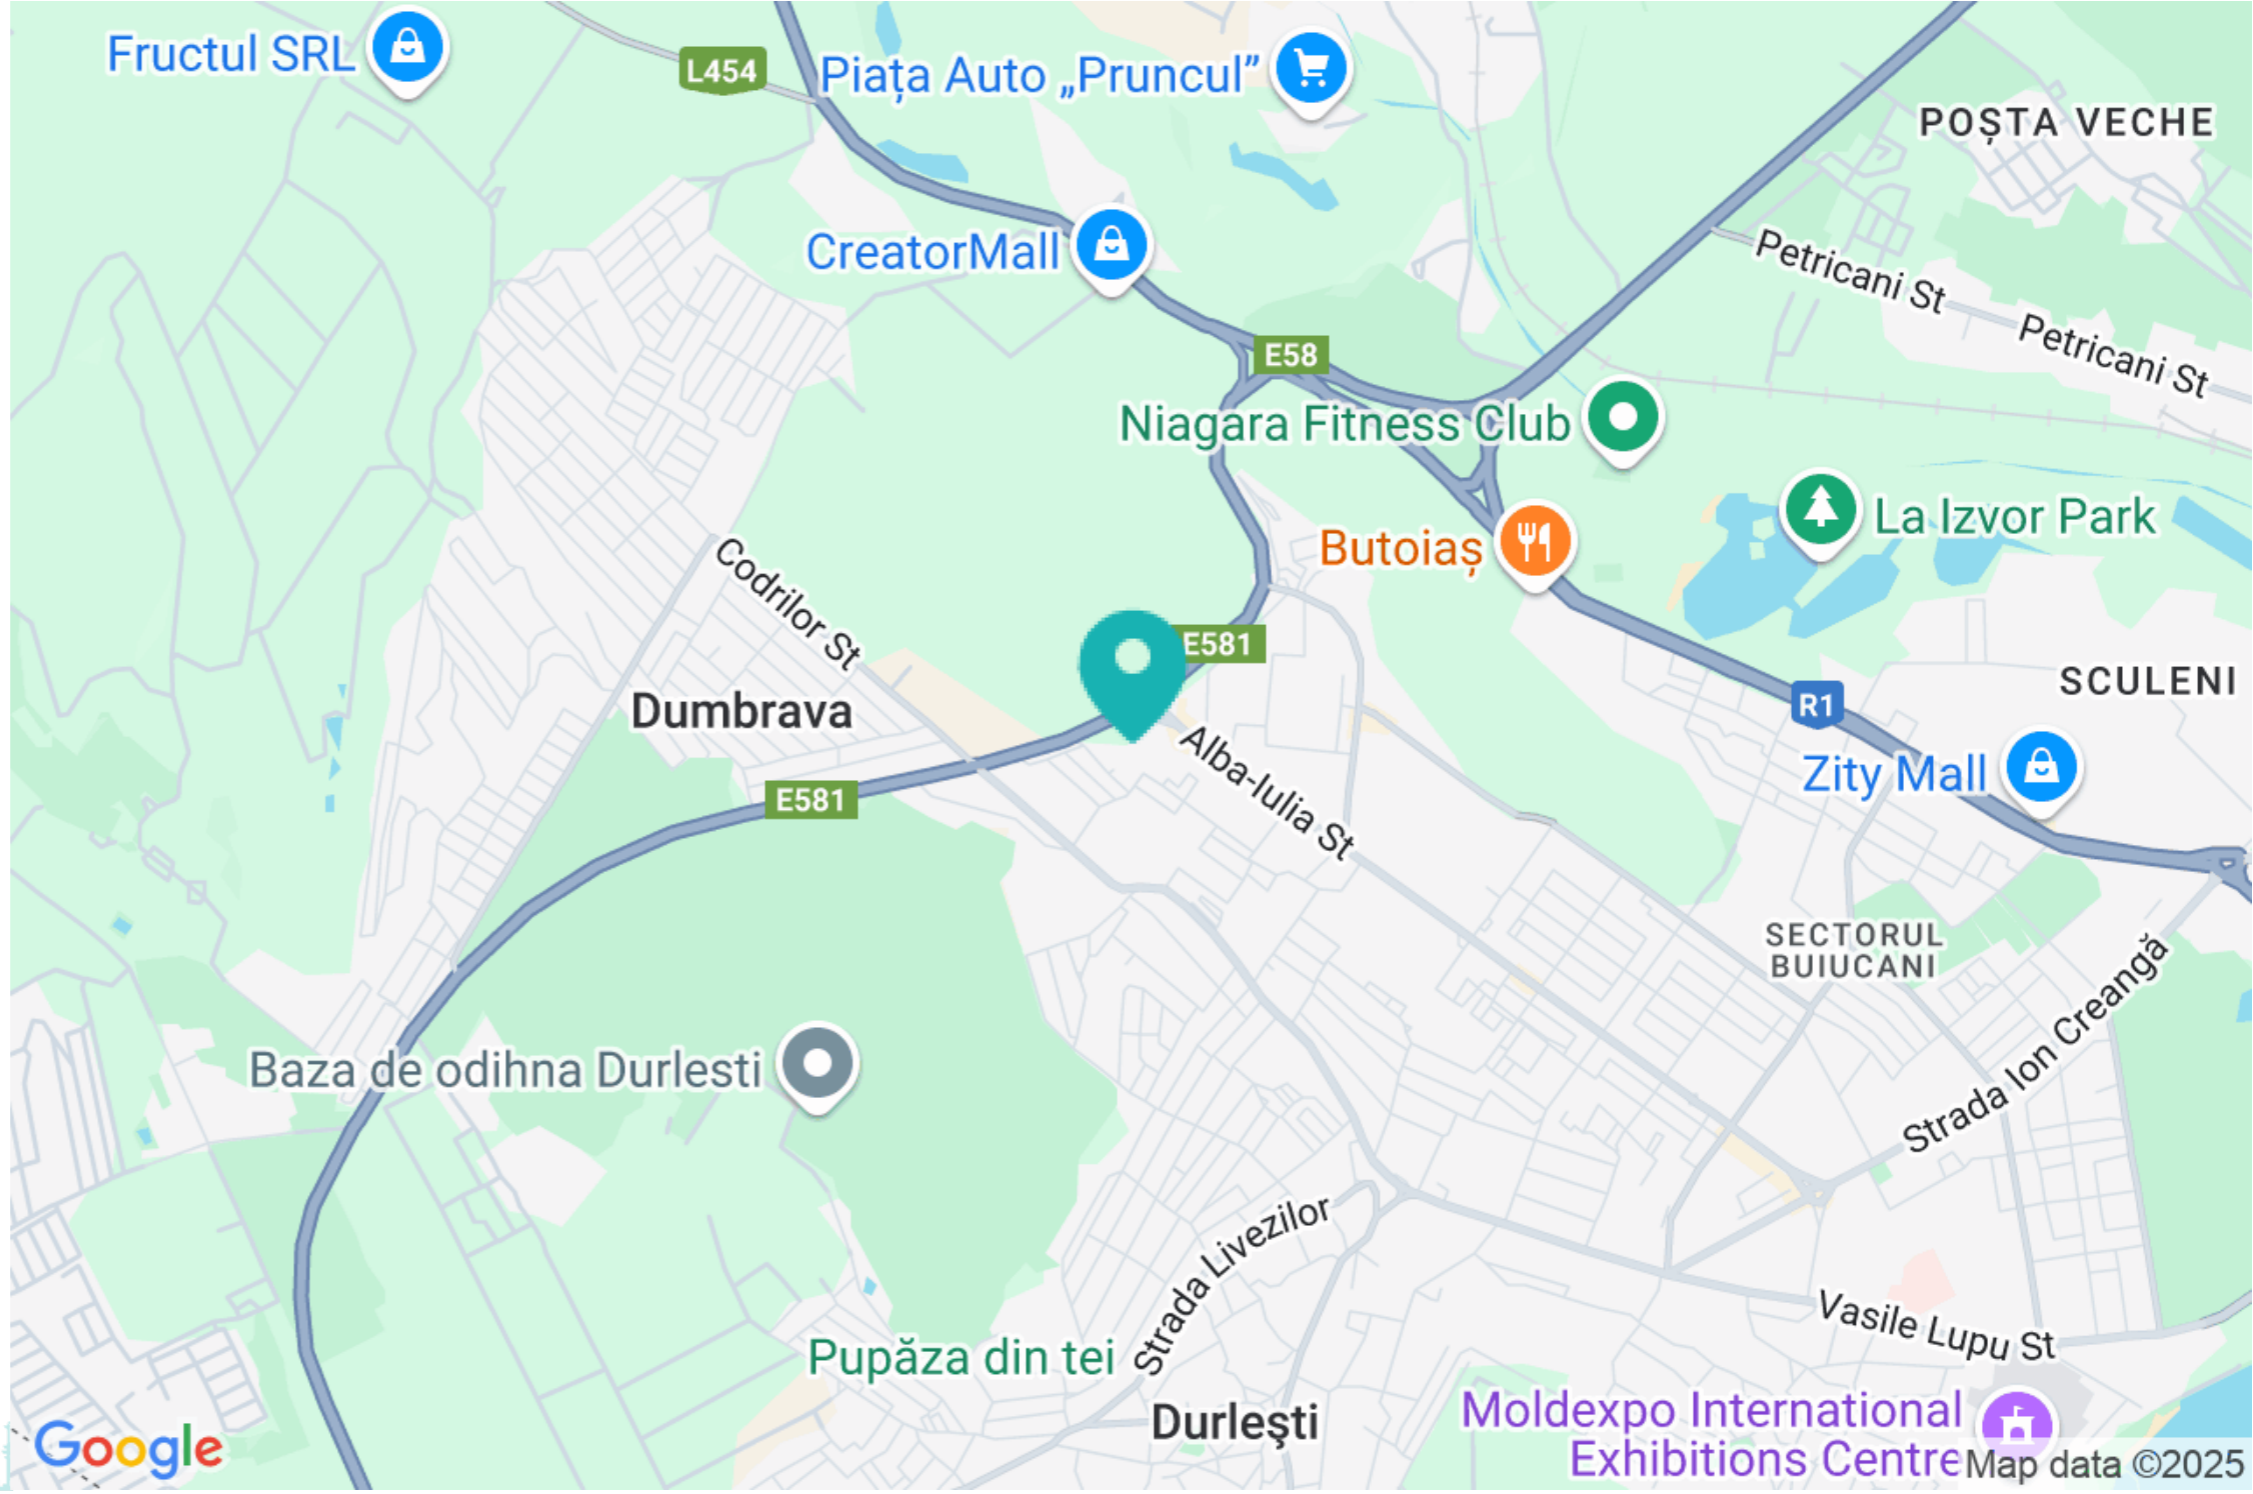 Fructul SRL
L454
Piața Auto „Pruncul”
POȘTA VECHE
CreatorMall
Petricani St
Petricani St
E58
Niagara Fitness Club
La Izvor Park
Butoiaș
Codrilor St
E581
SCULENI
Dumbrava
R1
Alba-Iulia St
Zity Mall
E581
SECTORUL
BUIUCANI
Strada Ion Creangă
Baza de odihna Durlesti
Strada Livezilor
Vasile Lupu St
Pupăza din tei
Durleşti
Moldexpo International
Exhibitions Centre
Google
Map data ©2025